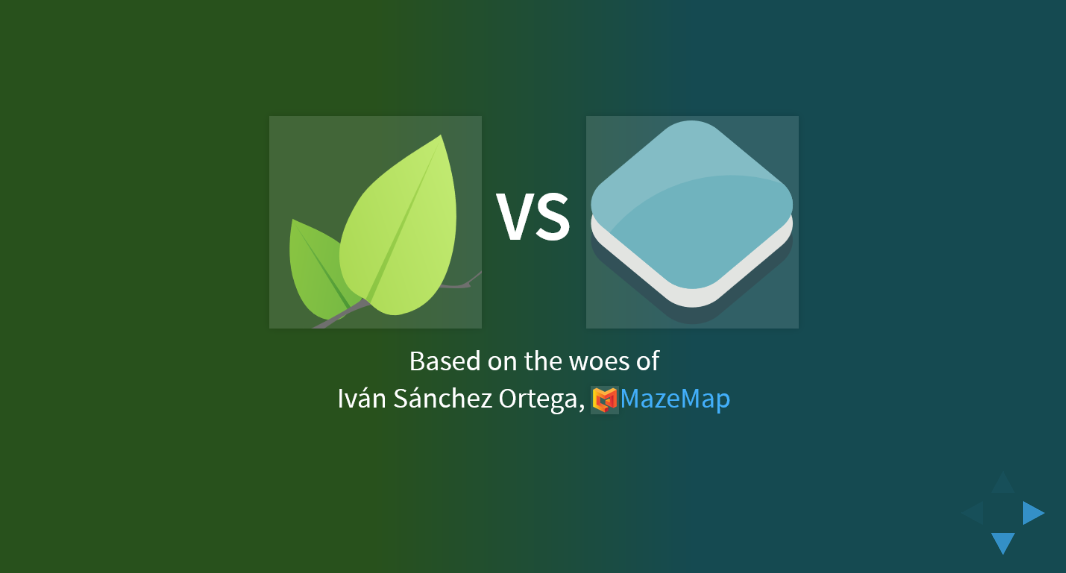 VS
Based on the woes of
Iván Sánchez Ortega, MazeMap